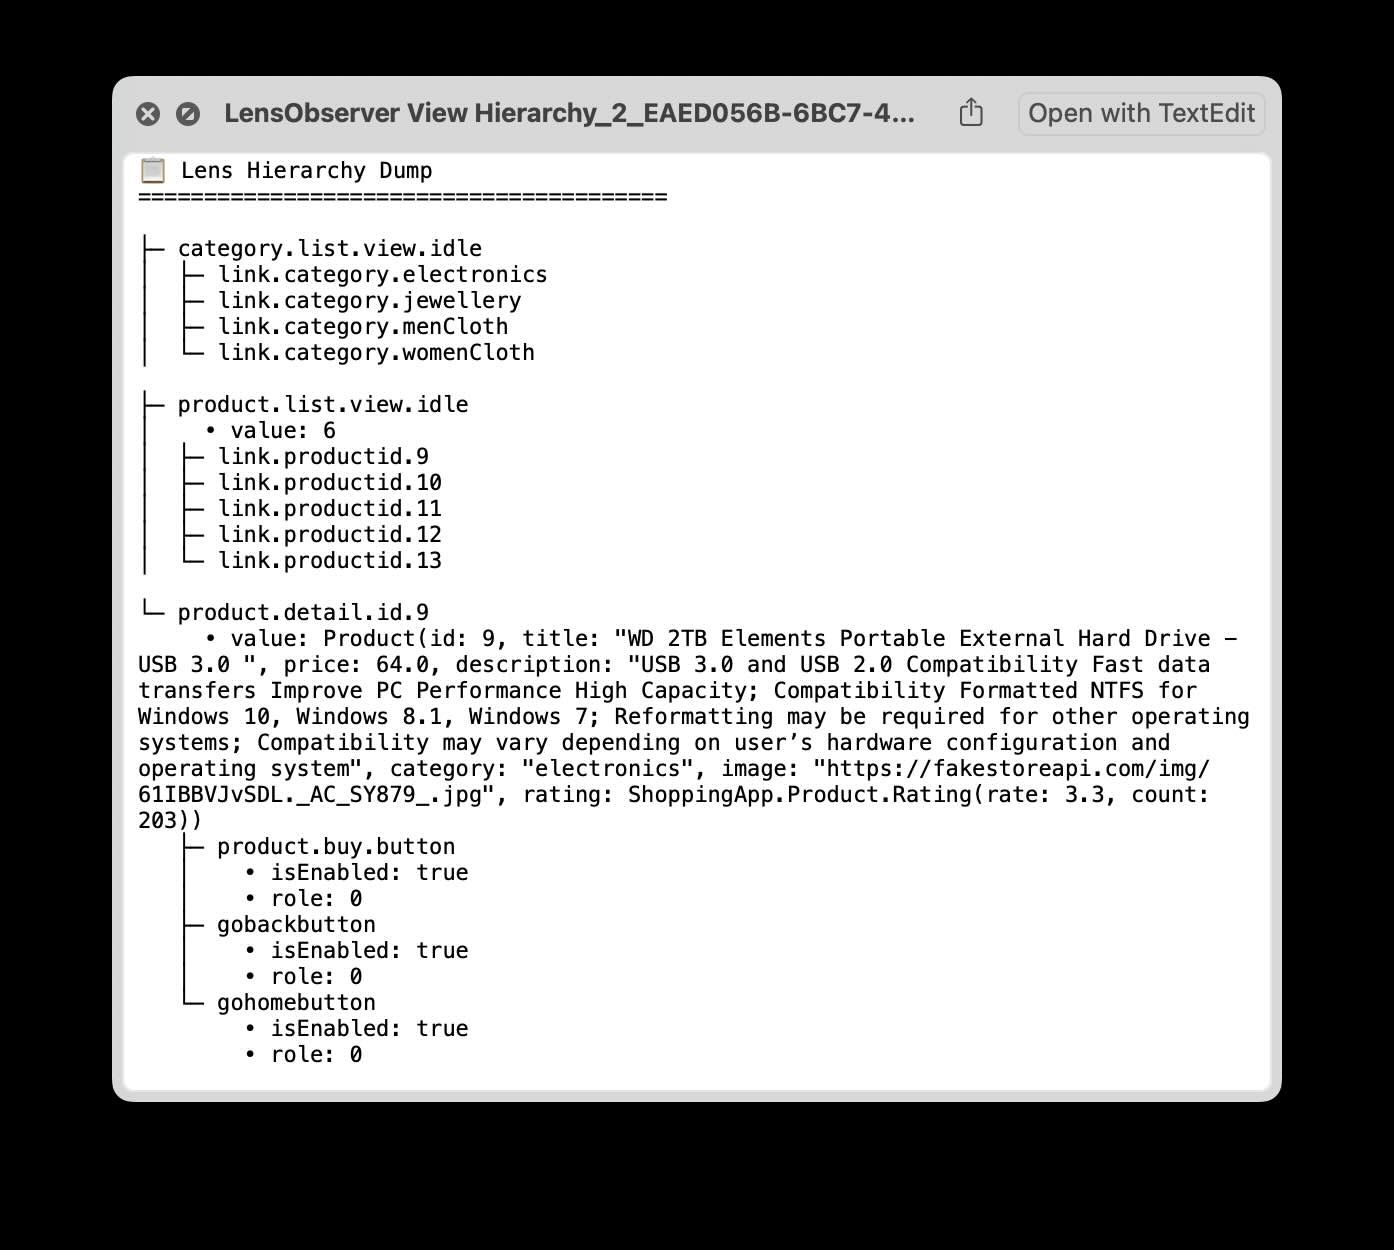 LensObserver View Hierarchy_2_EAED056B-6BC7-4...
Open with TextEdit
📋 Lens Hierarchy Dump
========================================
├─ category.list.view.idle
│  ├─ link.category.electronics
│  ├─ link.category.jewellery
│  ├─ link.category.menCloth
│  └─ link.category.womenCloth
├─ product.list.view.idle
│    • value: 6
│  ├─ link.productid.9
│  ├─ link.productid.10
│  ├─ link.productid.11
│  ├─ link.productid.12
│  └─ link.productid.13
└─ product.detail.id.9
     • value: Product(id: 9, title: "WD 2TB Elements Portable External Hard Drive –
USB 3.0 ", price: 64.0, description: "USB 3.0 and USB 2.0 Compatibility Fast data
transfers Improve PC Performance High Capacity; Compatibility Formatted NTFS for
Windows 10, Windows 8.1, Windows 7; Reformatting may be required for other operating
systems; Compatibility may vary depending on user’s hardware configuration and
operating system", category: "electronics", image: "https://fakestoreapi.com/img/
61IBBVJvSDL._AC_SY879_.jpg", rating: ShoppingApp.Product.Rating(rate: 3.3, count:
203))
   ├─ product.buy.button
   │    • isEnabled: true
   │    • role: 0
   ├─ gobackbutton
   │    • isEnabled: true
   │    • role: 0
   └─ gohomebutton
        • isEnabled: true
        • role: 0